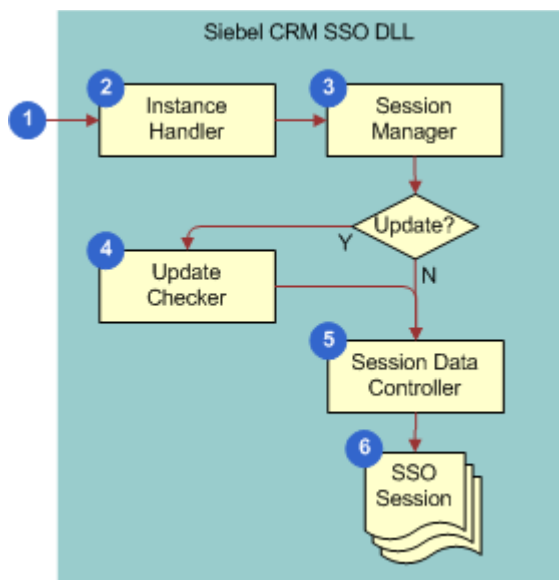 Siebel CRM SSO DLL
1
2
Instance
Handler
3
Session
Manager
Update?
Y
N
4
Update
Checker
5
Session Data
Controller
6
SSO
Session